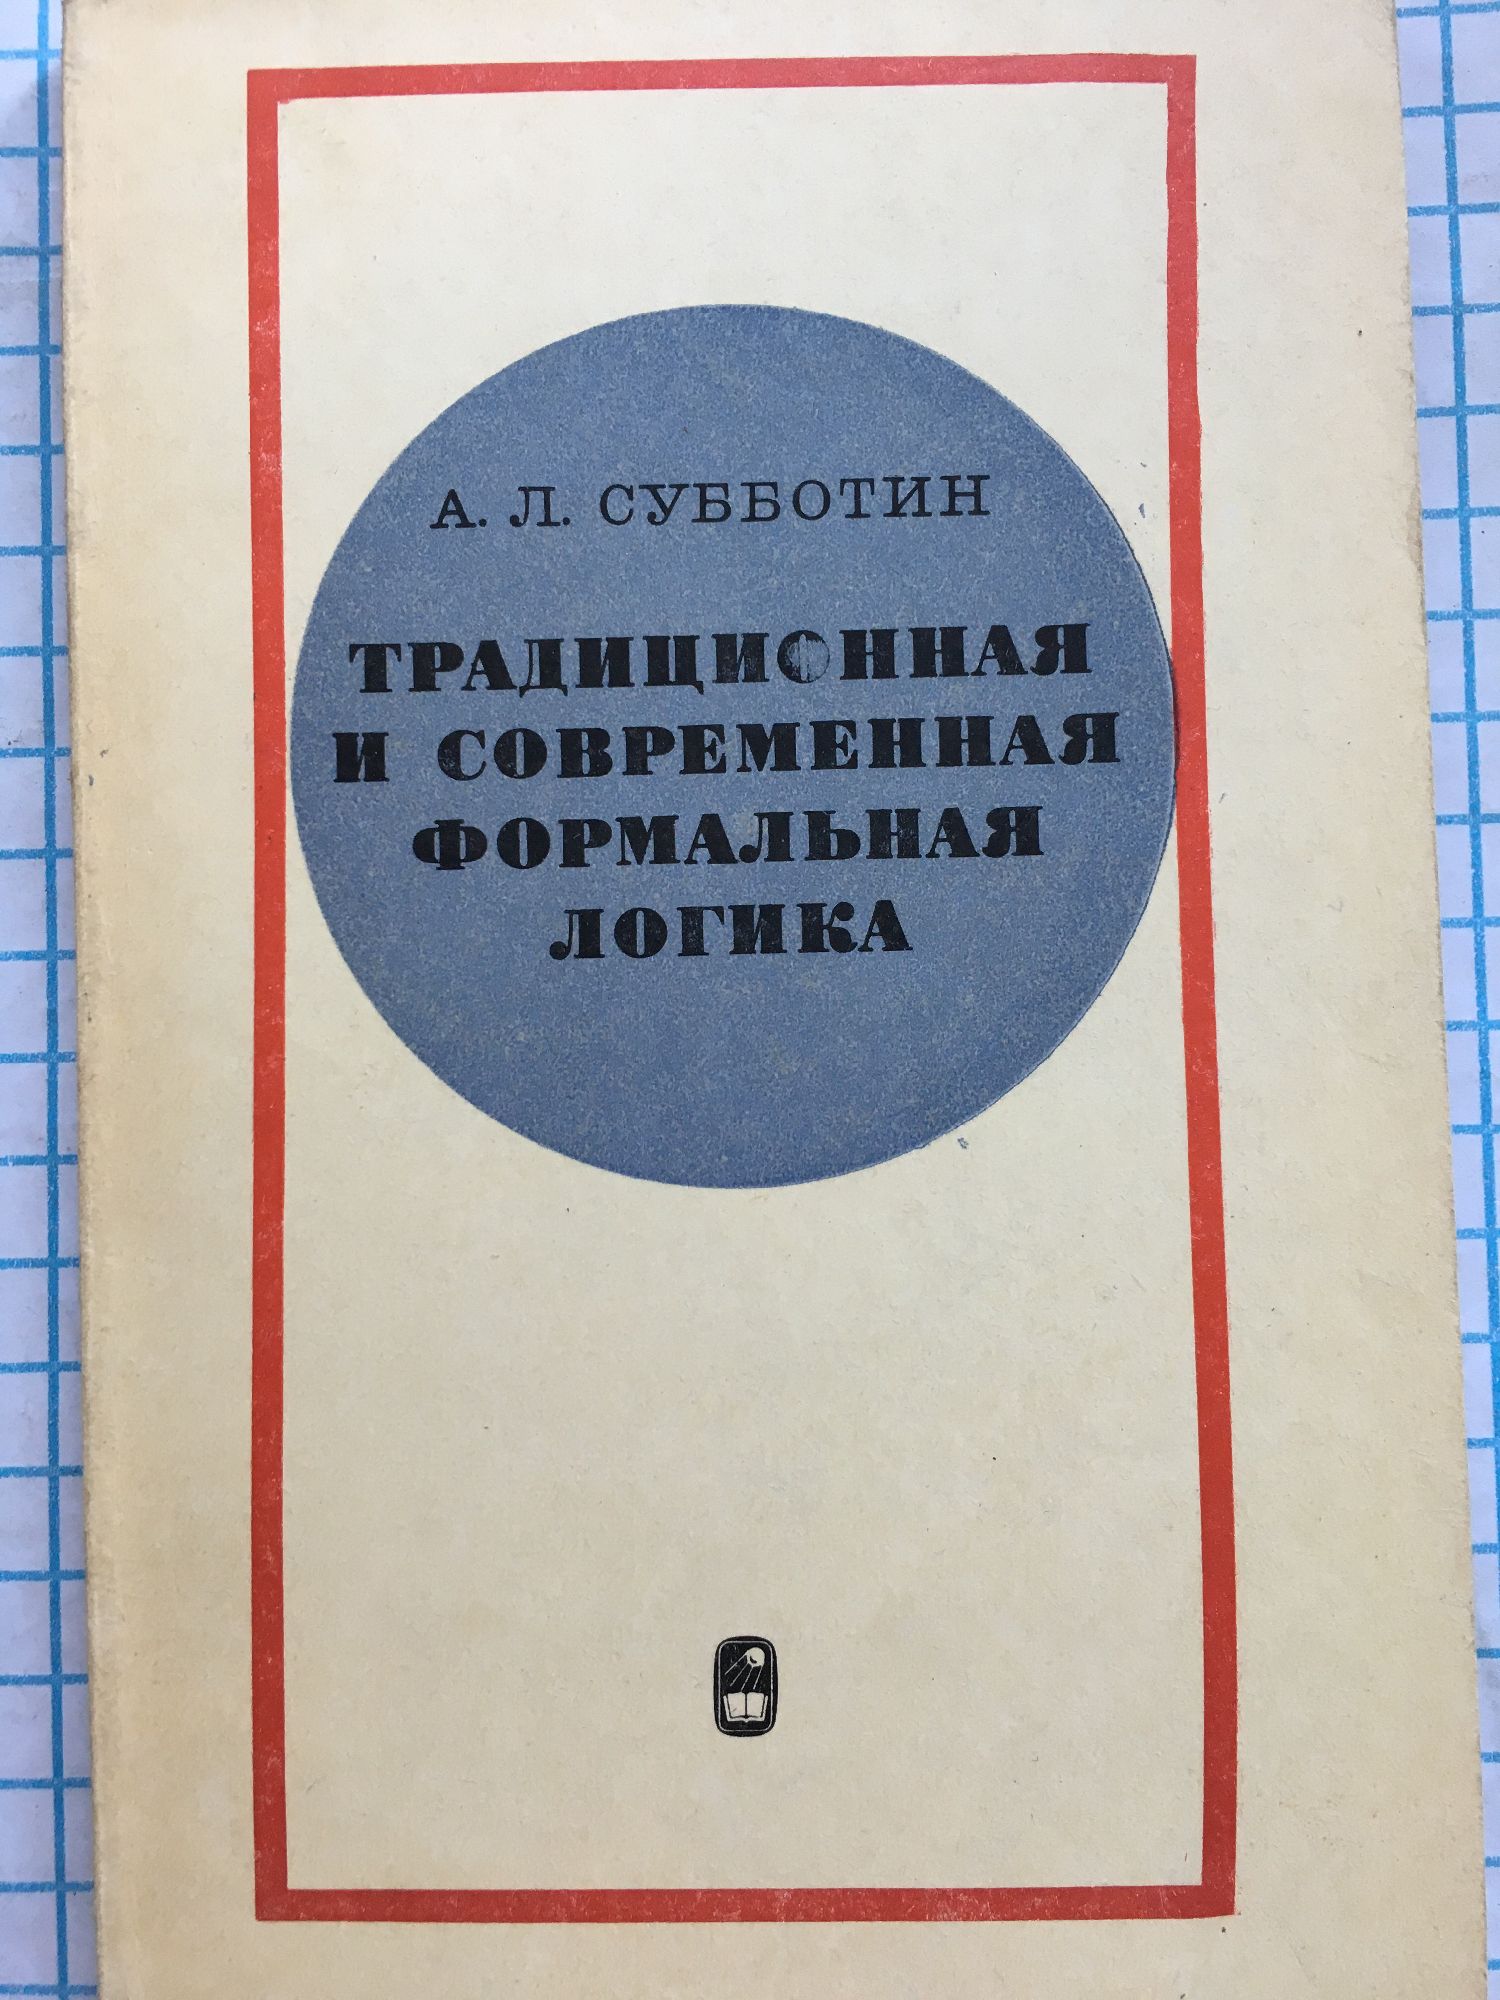 А. Л. СУББОТИН
ТРАДИЦИОННАЯ
И СОВРЕМЕННАЯ
ФОРМАЛЬНАЯ
ЛОГИКА